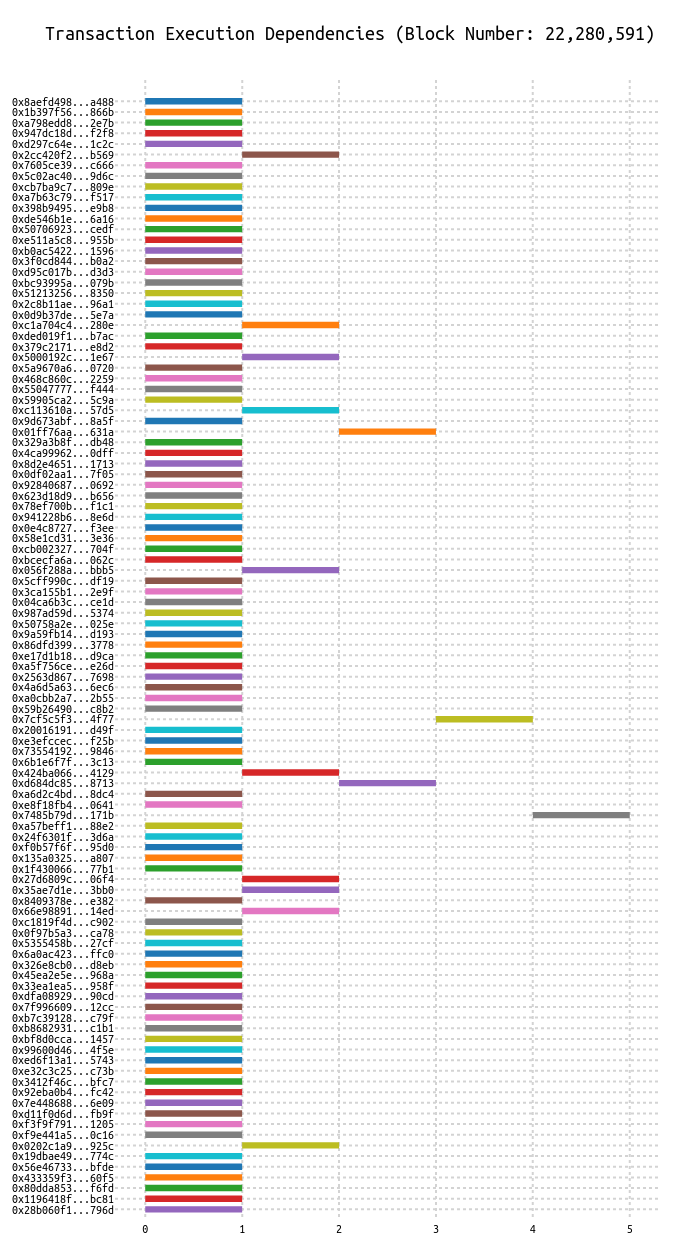 Transaction Execution Dependencies (Block Number: 22,280,591)
0x8aefd498...a488
0x1b397f56...866b
0xa798edd8...2e7b
0x947dc18d...f2f8
0xd297c64e...1c2c
0x2cc420f2...b569
0x7605ce39...c666
0x5c02ac40...9d6c
0xcb7ba9c7...809e
0xa7b63c79...f517
0x398b9495...e9b8
0xde546b1e...6a16
0x50706923...cedf
0xe511a5c8...955b
0xb0ac5422...1596
0x3f0cd844...b0a2
0xd95c017b...d3d3
0xbc93995a...079b
0x51213256...8350
0x2c8b11ae...96a1
0x0d9b37de...5e7a
0xc1a704c4...280e
0xded019f1...b7ac
0x379c2171...e8d2
0x5000192c...1e67
0x5a9670a6...0720
0x468c860c...2259
0x55047777...f444
0x59905ca2...5c9a
0xc113610a...57d5
0x9d673abf...8a5f
0x01ff76aa...631a
0x329a3b8f...db48
0x4ca99962...0dff
0x8d2e4651...1713
0x0df02aa1...7f05
0x92840687...0692
0x623d18d9...b656
0x78ef700b...f1c1
0x941228b6...8e6d
0x0e4c8727...f3ee
0x58e1cd31...3e36
0xcb002327...704f
0xbcecfa6a...062c
0x056f288a...bbb5
0x5cff990c...df19
0x3ca155b1...2e9f
0x04ca6b3c...ce1d
0x987ad59d...5374
0x50758a2e...025e
0x9a59fb14...d193
0x86dfd399...3778
0xe17d1b18...d9ca
0xa5f756ce...e26d
0x2563d867...7698
0x4a6d5a63...6ec6
0xa0cbb2a7...2b55
0x59b26490...c8b2
0x7cf5c5f3...4f77
0x20016191...d49f
0xe3efccec...f25b
0x73554192...9846
0x6b1e6f7f...3c13
0x424ba066...4129
0xd684dc85...8713
0xa6d2c4bd...8dc4
0xe8f18fb4...0641
0x7485b79d...171b
0xa57beff1...88e2
0x24f6301f...3d6a
0xf0b57f6f...95d0
0x135a0325...a807
0x1f430066...77b1
0x27d6809c...06f4
0x35ae7d1e...3bb0
0x8409378e...e382
0x66e98891...14ed
0xc1819f4d...c902
0x0f97b5a3...ca78
0x5355458b...27cf
0x6a0ac423...ffc0
0x326e8cb0...d8eb
0x45ea2e5e...968a
0x33ea1ea5...958f
0xdfa08929...90cd
0x7f996609...12cc
0xb7c39128...c79f
0xb8682931...c1b1
0xbf8d0cca...1457
0x99600d46...4f5e
0xed6f13a1...5743
0xe32c3c25...c73b
0x3412f46c...bfc7
0x92eba0b4...fc42
0x7e448688...6e09
0xd11f0d6d...fb9f
0xf3f9f791...1205
0xf9e441a5...0c16
0x0202c1a9...925c
0x19dbae49...774c
0x56e46733...bfde
0x433359f3...60f5
0x80dda853...f6fd
0x1196418f...bc81
0x28b060f1...796d
0 1 2 3 4 5